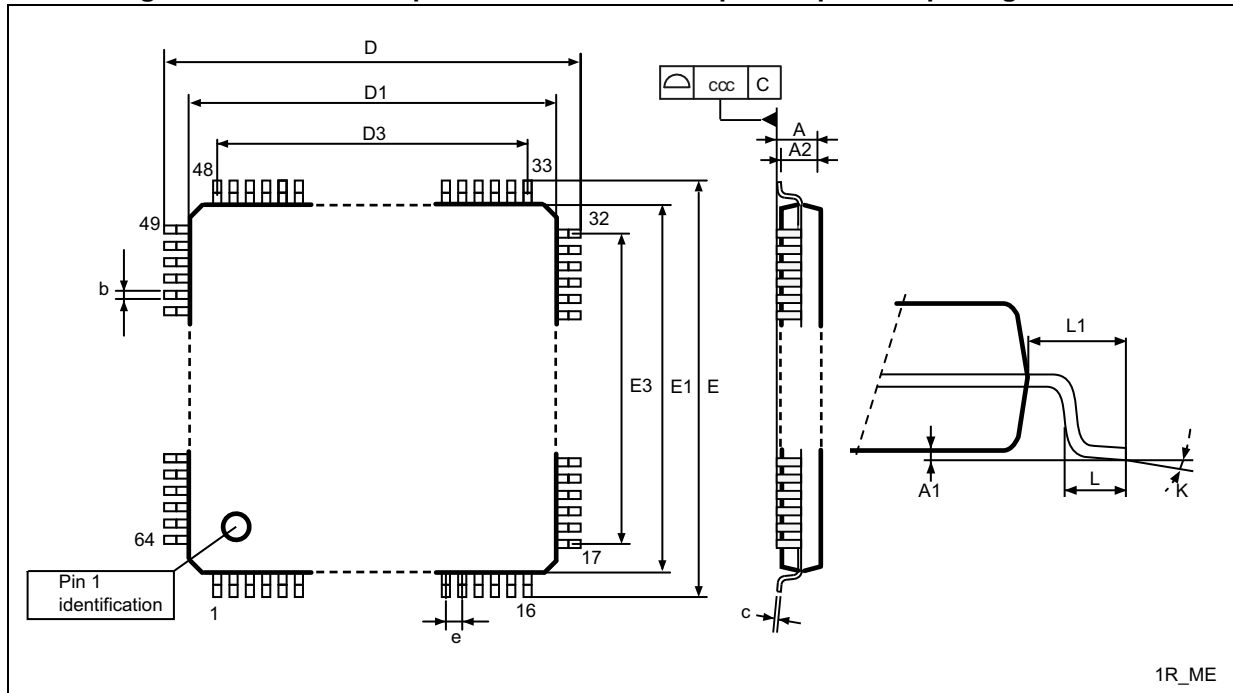 D
ccc C
D1
A
D3
A2
48
33
49
32
b
L1
E3
E1
E
A1
L
K
64
17
Pin 1
identification
1
16
c
e
1R_ME